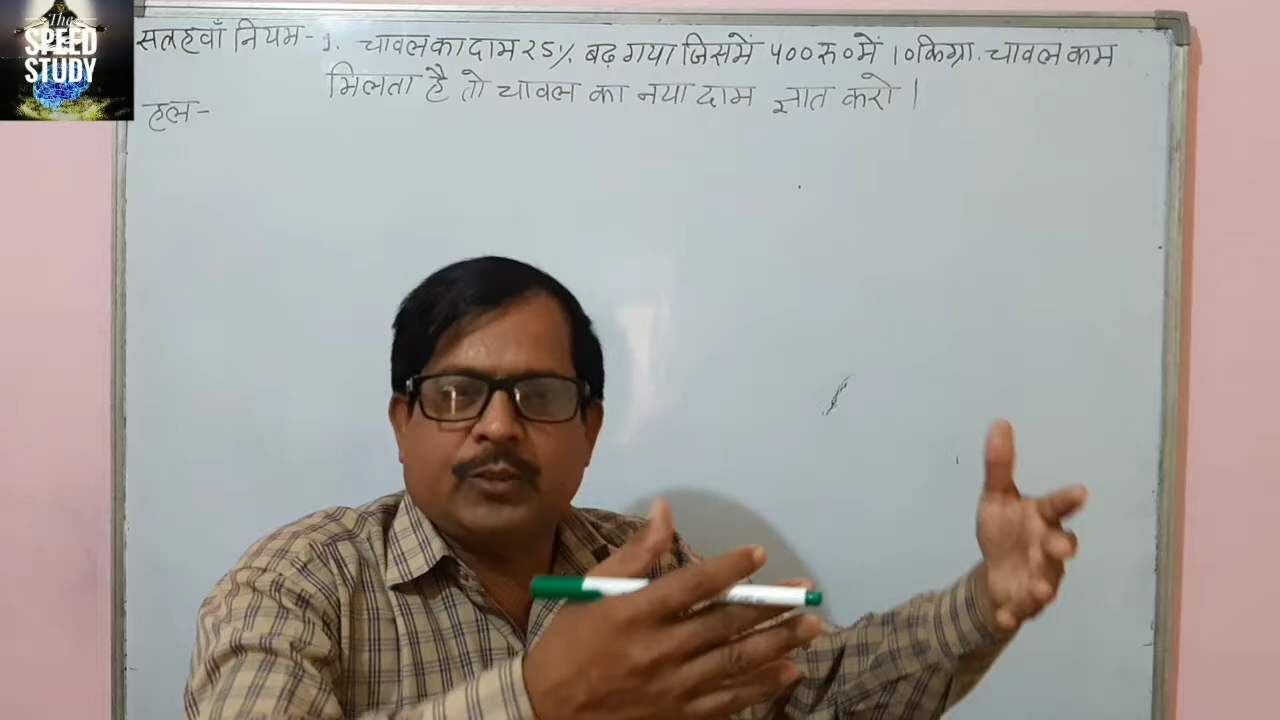 The
SPEED
STUDY
सतहवाँ नियम- 1. चावल का दाम 25% बढ़ गया जिसमें 400 रु० में 10 किग्रा. चावल कम
मिलता है तो चावल का नया दाम ज्ञात करो।
हल-